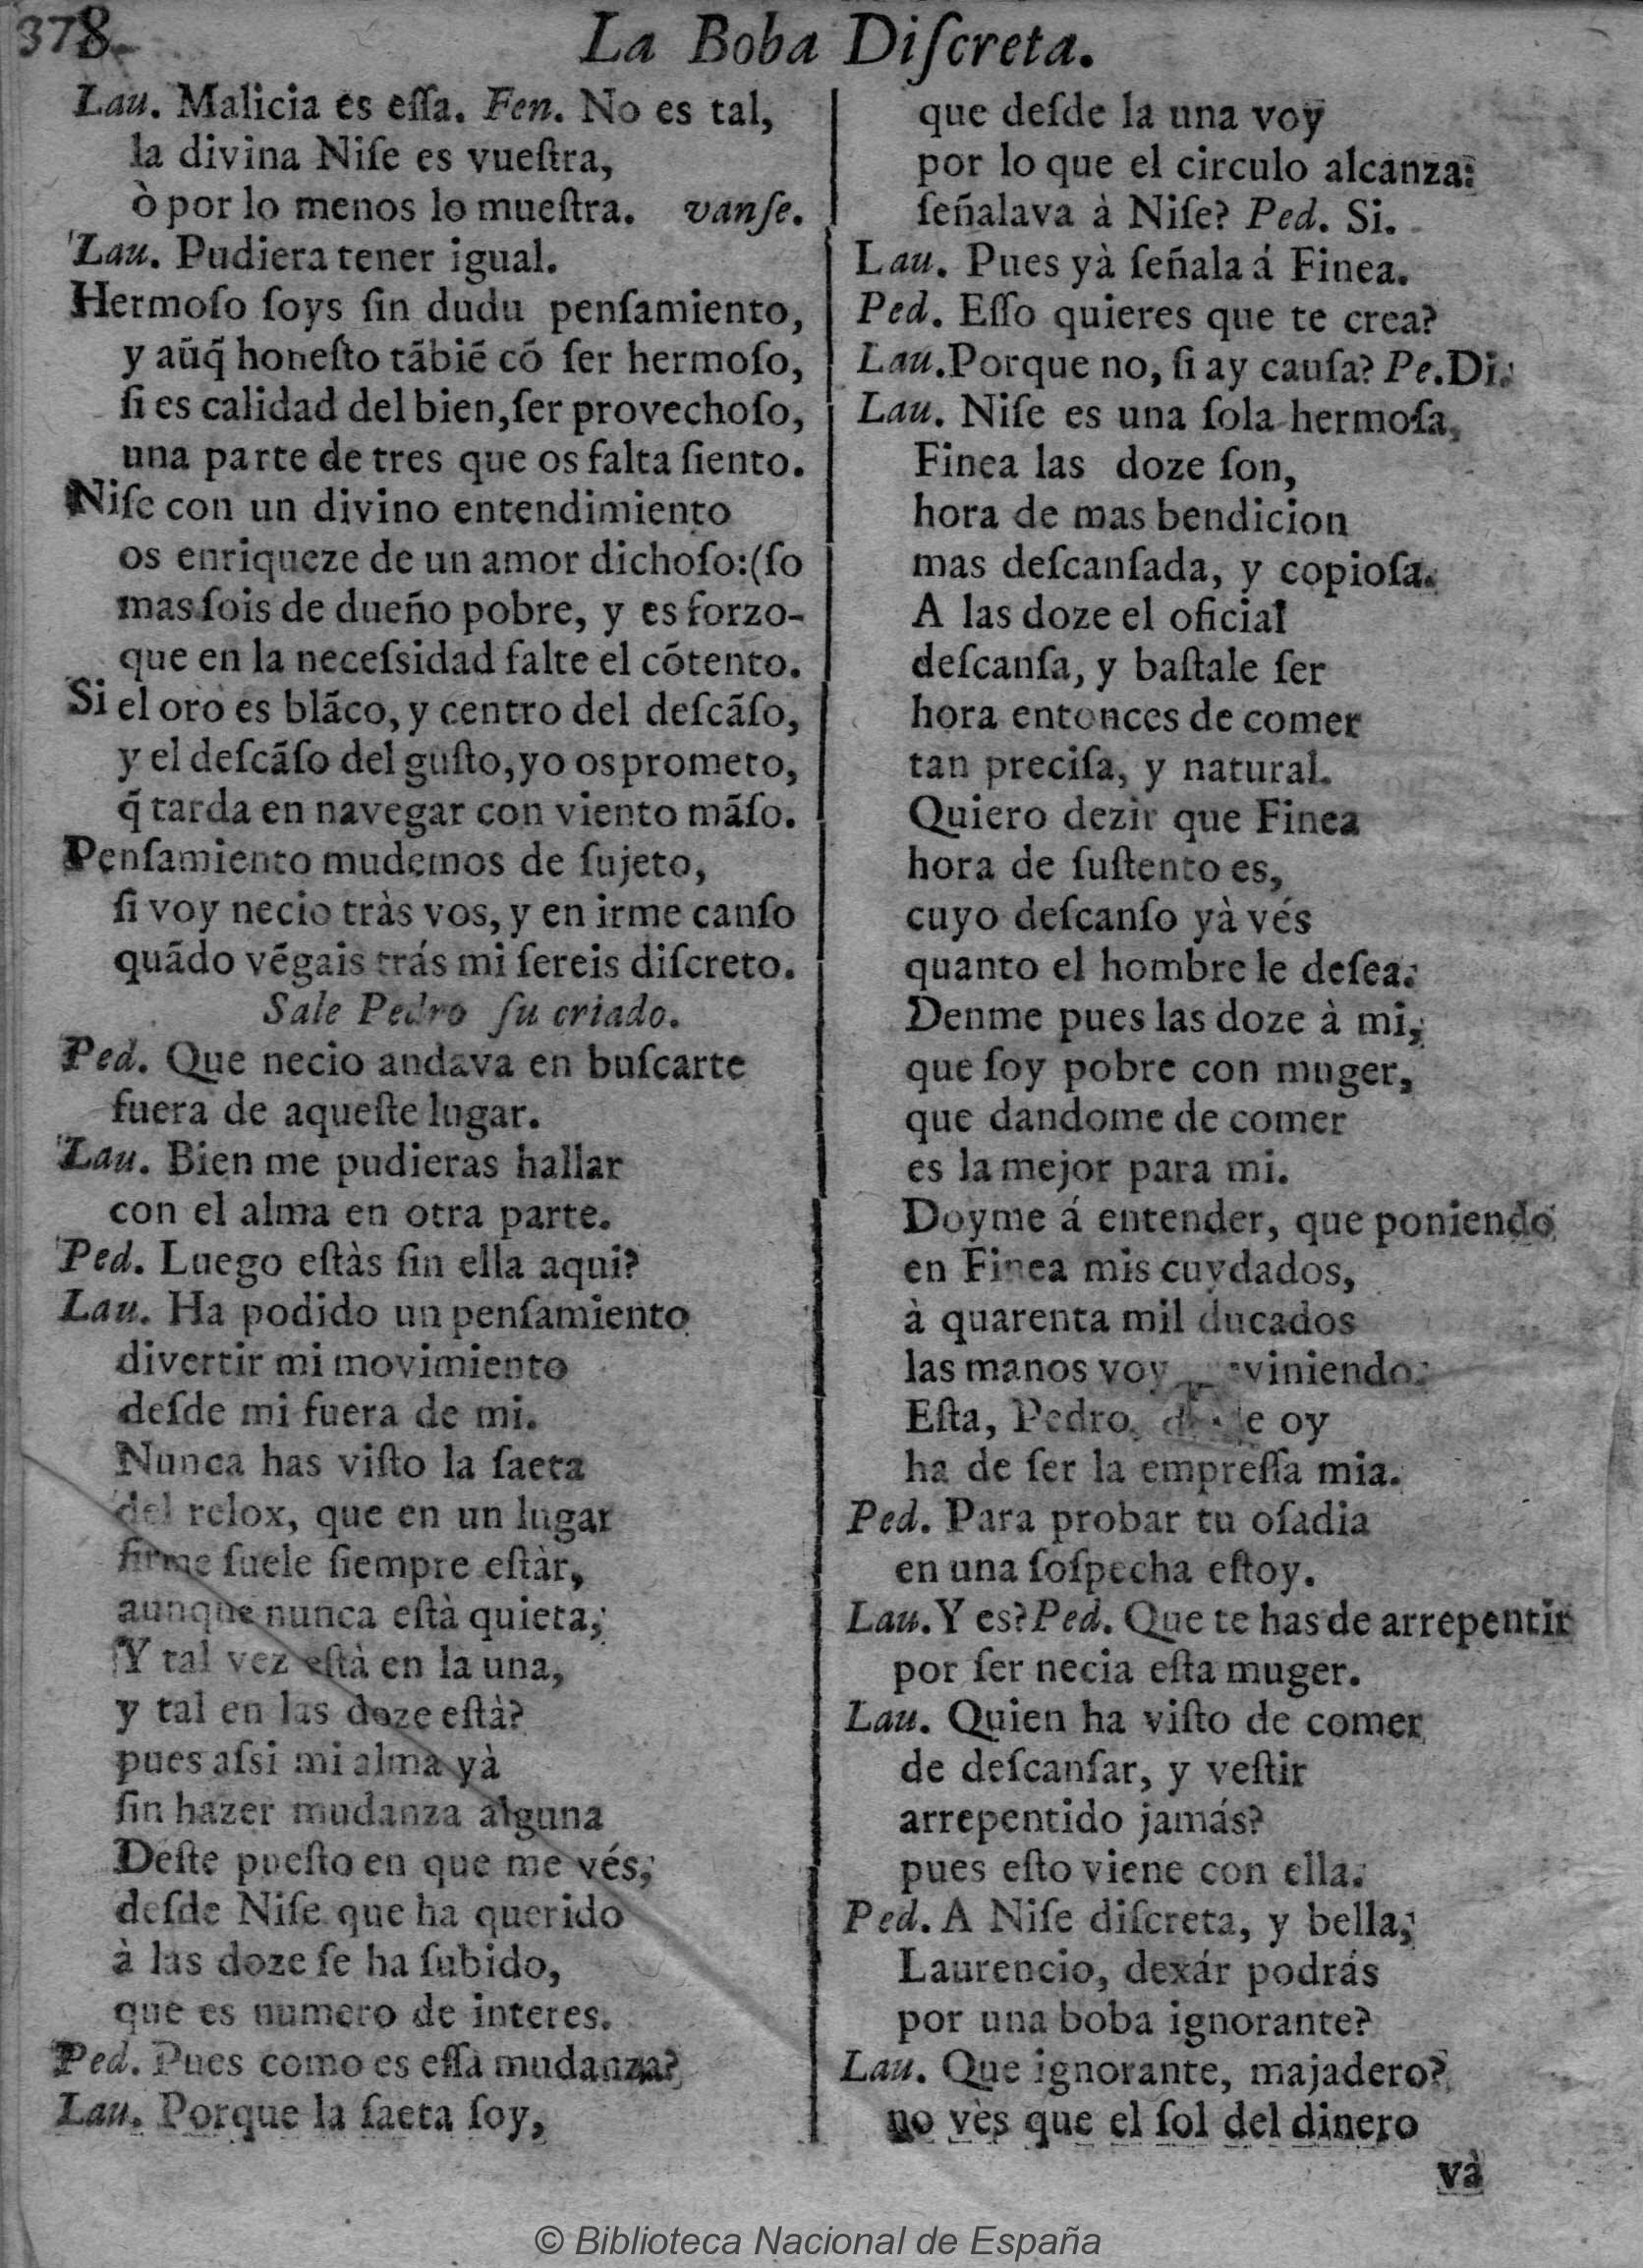 378
La Boba Diſcreta.
Lau. Malicia es eſſa. Fen. No es tal,
la divina Niſe es vueſtra,
ò por lo menos lo mueſtra. vanſe.
Lau. Pudiera tener igual.
Hermoſo ſoys ſin dudu penſamiento,
y aũq̃ honeſto tãbiẽ cõ ſer hermoſo,
ſi es calidad del bien, ſer provechoſo,
una parte de tres que os falta ſiento.
Niſe con un divino entendimiento
os enriqueze de un amor dichoſo:(ſo
mas ſois de dueño pobre, y es forzo-
que en la neceſsidad falte el cõtento.
Si el oro es blãco, y centro del deſcãſo,
y el deſcãſo del guſto, yo os prometo,
q̃ tarda en navegar con viento mãſo.
Penſamiento mudemos de ſujeto,
ſi voy necio tràs vos, y en irme canſo
quãdo vẽgais trás mi ſereis diſcreto.
Sale Pedro ſu criado.
Ped. Que necio andava en buſcarte
fuera de aqueſte lugar.
Lau. Bien me pudieras hallar
con el alma en otra parte.
Ped. Luego eſtàs ſin ella aqui?
Lau. Ha podido un penſamiento
divertir mi movimiento
deſde mi fuera de mi.
Nunca has viſto la ſaeta
del relox, que en un lugar
firme ſuele ſiempre eſtàr,
aunque nunca eſtà quieta,
Y tal vez eſtà en la una,
y tal en las doze eſtà?
pues aſsi mi alma yà
ſin hazer mudanza alguna
Deſte pueſto en que me vés,
deſde Niſe que ha querido
à las doze ſe ha ſubido,
que es numero de interes.
Ped. Pues como es eſſa mudanza?
Lau. Porque la ſaeta ſoy,
que deſde la una voy
por lo que el circulo alcanza:
ſeñalava à Niſe? Ped. Si.
Lau. Pues yà ſeñala á Finea.
Ped. Eſſo quieres que te crea?
Lau. Porque no, ſi ay cauſa? Pe. Di.
Lau. Niſe es una ſola hermoſa,
Finea las doze ſon,
hora de mas bendicion
mas deſcanſada, y copioſa.
A las doze el oficial
deſcanſa, y baſtale ſer
hora entonces de comer
tan preciſa, y natural.
Quiero dezir que Finea
hora de ſuſtento es,
cuyo deſcanſo yà vés
quanto el hombre le deſea.
Denme pues las doze à mi,
que ſoy pobre con muger,
que dandome de comer
es la mejor para mi.
Doyme á entender, que poniendo
en Finea mis cuydados,
à quarenta mil ducados
las manos voy
Eſta, Pedro, oy
ha de ſer la empreſſa mia.
Ped. Para probar tu oſadia
en una ſoſpecha eſtoy.
Lau. Y es? Ped. Que te has de arrepentir
por ſer necia eſta muger.
Lau. Quien ha viſto de comer
de deſcanſar, y veſtir
arrepentido jamás?
pues eſto viene con ella.
Ped. A Niſe diſcreta, y bella,
Laurencio, dexár podrás
por una boba ignorante?
Lau. Que ignorante, majadero?
no vès que el ſol del dinero
và
© Biblioteca Nacional de España